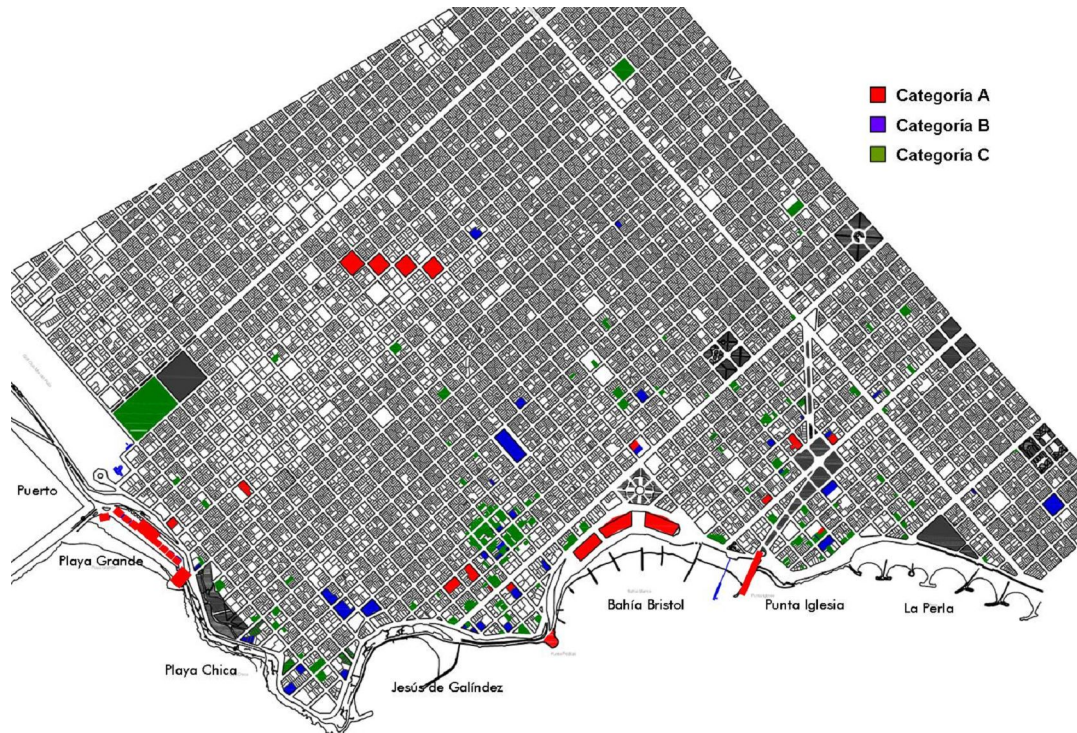 Categoría A
Categoría B
Categoría C
Puerto
Playa Grande
Bahía Bristol
Punta Iglesia
La Perla
Playa Chica
Jesús de Galíndez